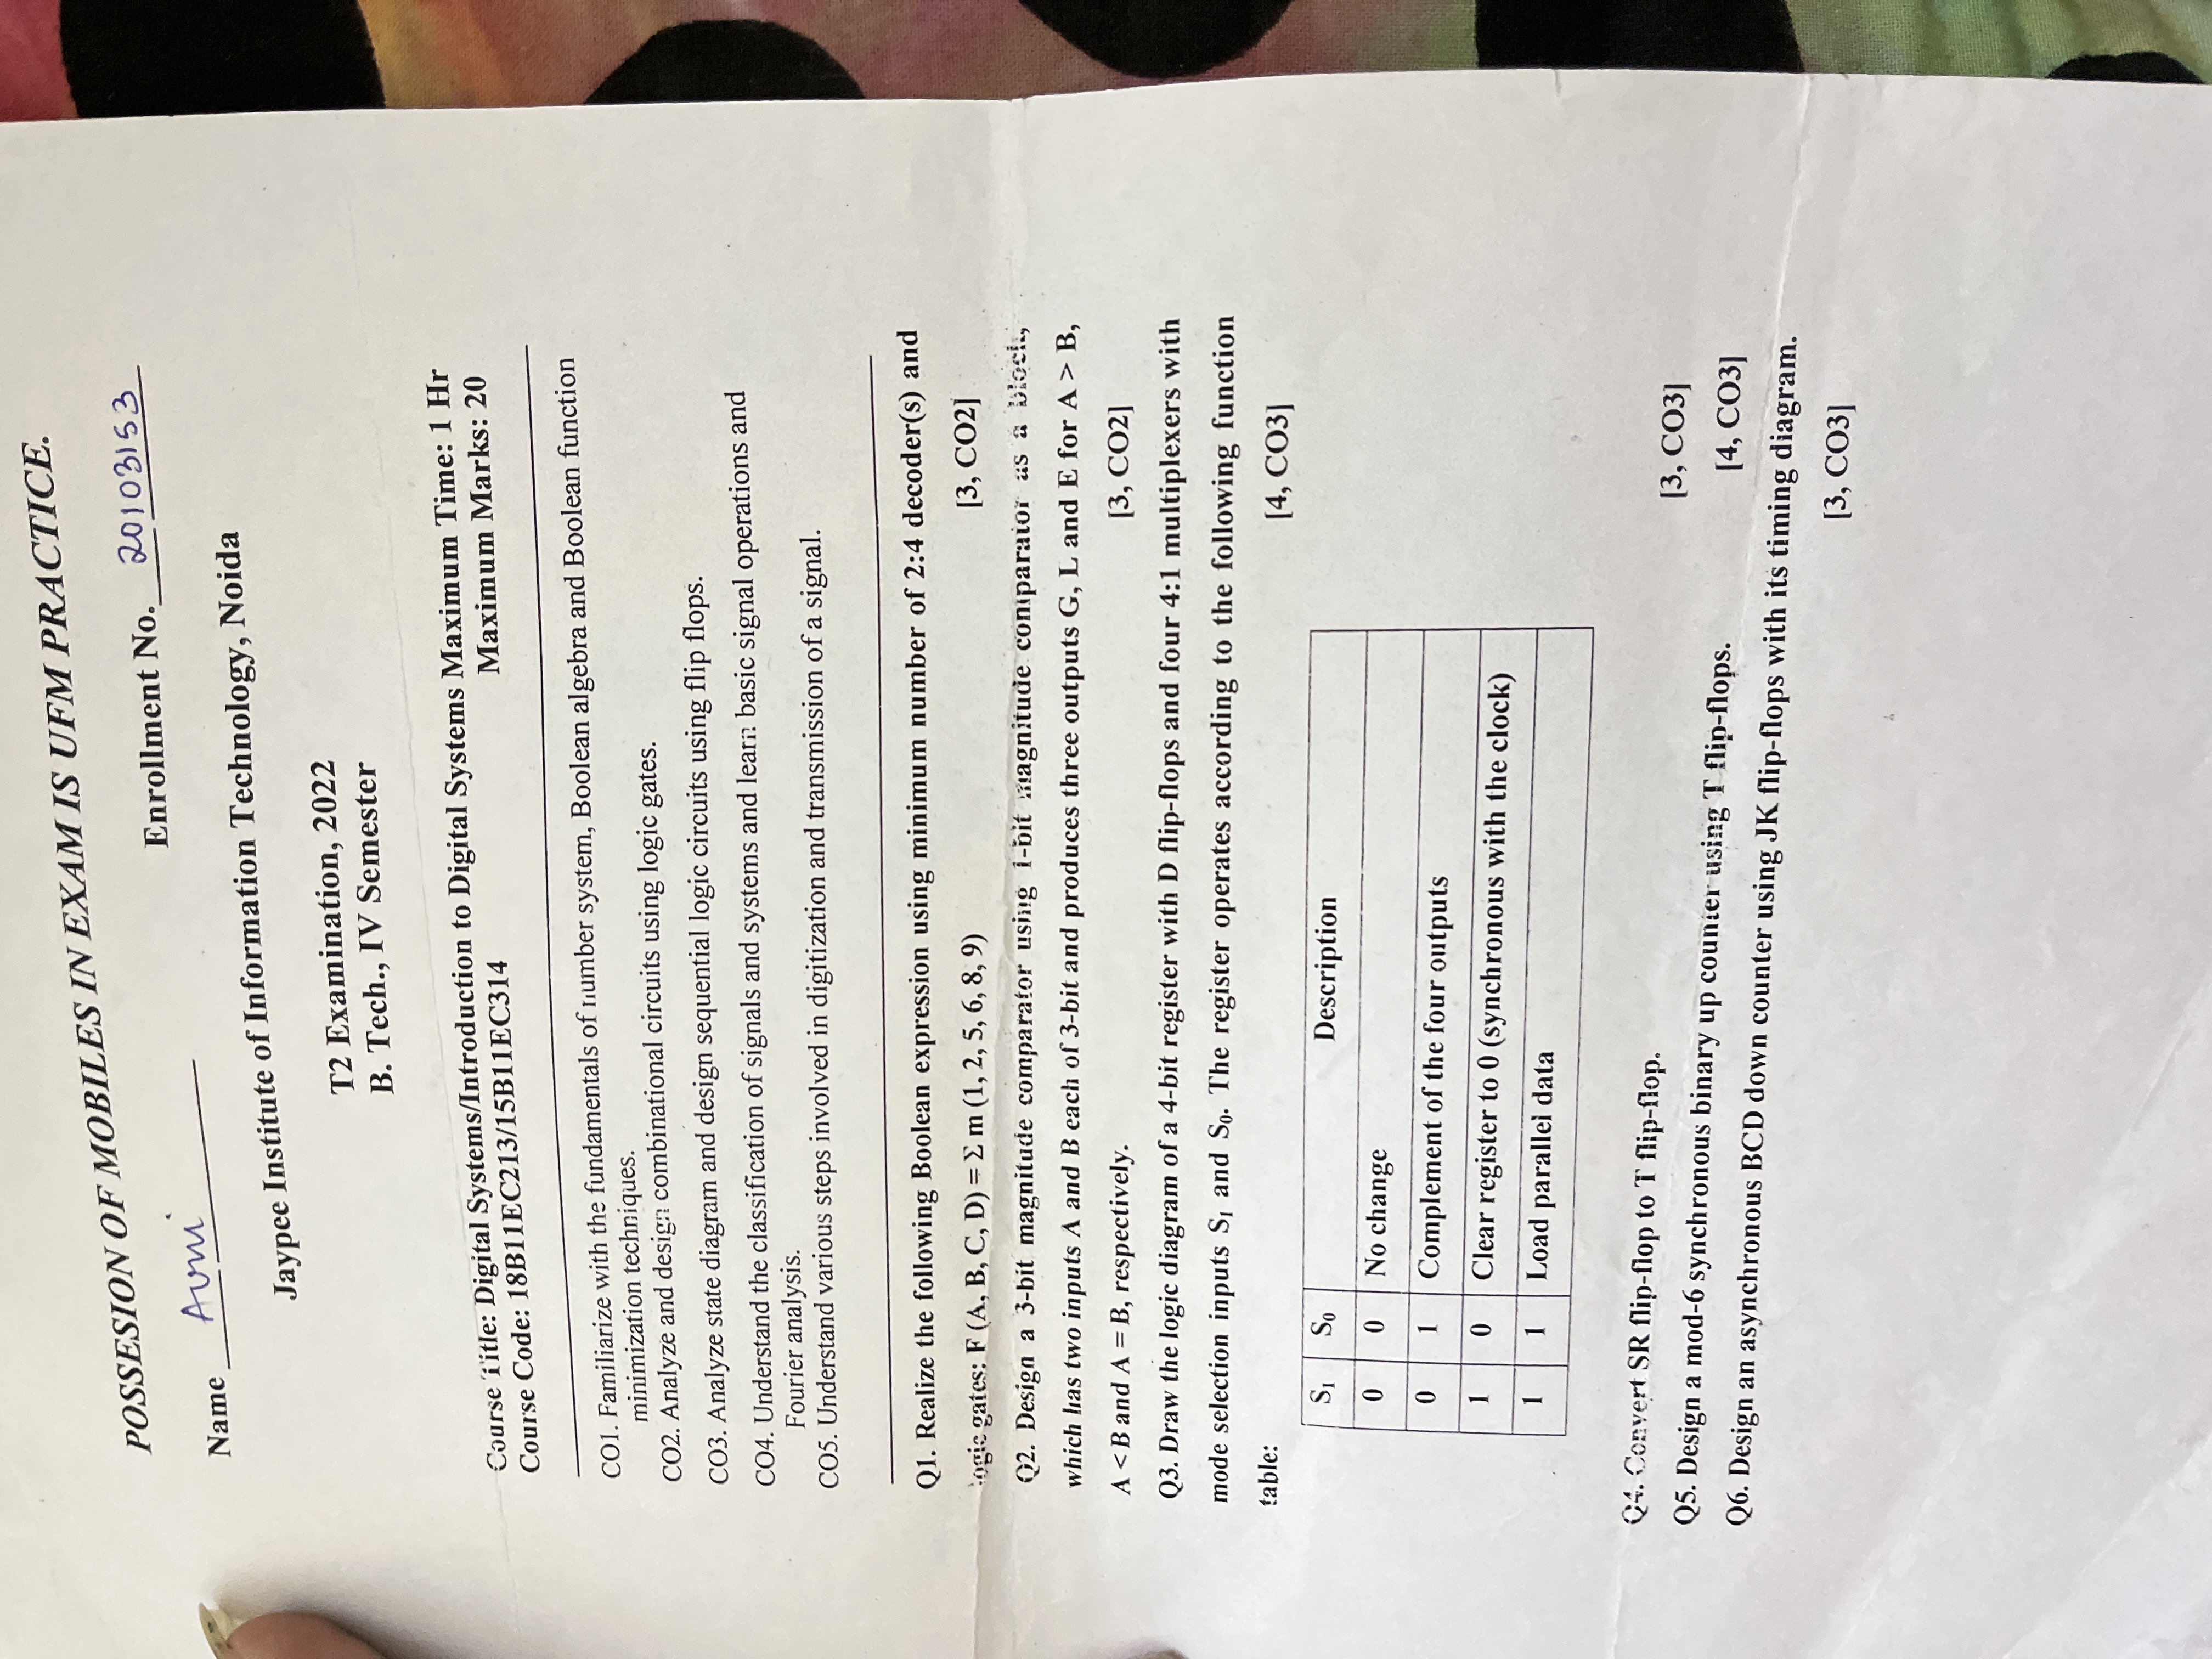 POSSESION OF MOBILES IN EXAM IS UFM PRACTICE.
Enrollment No. 20103153
Name Avni
Jaypee Institute of Information Technology, Noida
T2 Examination, 2022
B. Tech., IV Semester
Course Title: Digital Systems/Introduction to Digital Systems Maximum Time: 1 Hr
Course Code: 18B11EC213/15B11EC314 Maximum Marks: 20
CO1. Familiarize with the fundamentals of number system, Boolean algebra and Boolean function
minimization techniques.
CO2. Analyze and design combinational circuits using logic gates.
CO3. Analyze state diagram and design sequential logic circuits using flip flops.
CO4. Understand the classification of signals and systems and learn basic signal operations and
Fourier analysis.
CO5. Understand various steps involved in digitization and transmission of a signal.
Q1. Realize the following Boolean expression using minimum number of 2:4 decoder(s) and
logic gates: F (A, B, C, D) = Σ m (1, 2, 5, 6, 8, 9) [3, CO2]
Q2. Design a 3-bit magnitude comparator using 1-bit magnitude comparator as a block,
which has two inputs A and B each of 3-bit and produces three outputs G, L and E for A > B,
A < B and A = B, respectively. [3, CO2]
Q3. Draw the logic diagram of a 4-bit register with D flip-flops and four 4:1 multiplexers with
mode selection inputs S₁ and S₀. The register operates according to the following function
table: [4, CO3]
S₁ S₀ Description
0 0 No change
0 1 Complement of the four outputs
1 0 Clear register to 0 (synchronous with the clock)
1 1 Load parallel data
Q4. Convert SR flip-flop to T flip-flop. [3, CO3]
Q5. Design a mod-6 synchronous binary up counter using T flip-flops. [4, CO3]
Q6. Design an asynchronous BCD down counter using JK flip-flops with its timing diagram.
[3, CO3]